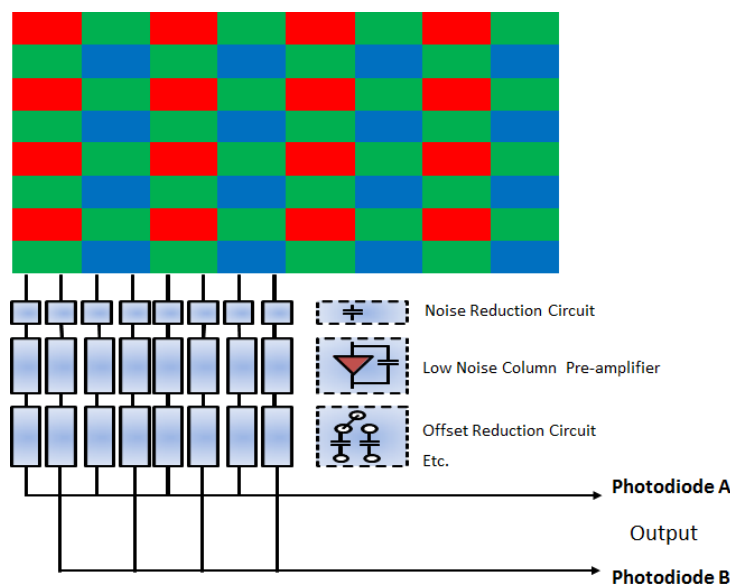 Noise Reduction Circuit
Low Noise Column Pre-amplifier
Offset Reduction Circuit
Etc.
Photodiode A
Output
Photodiode B